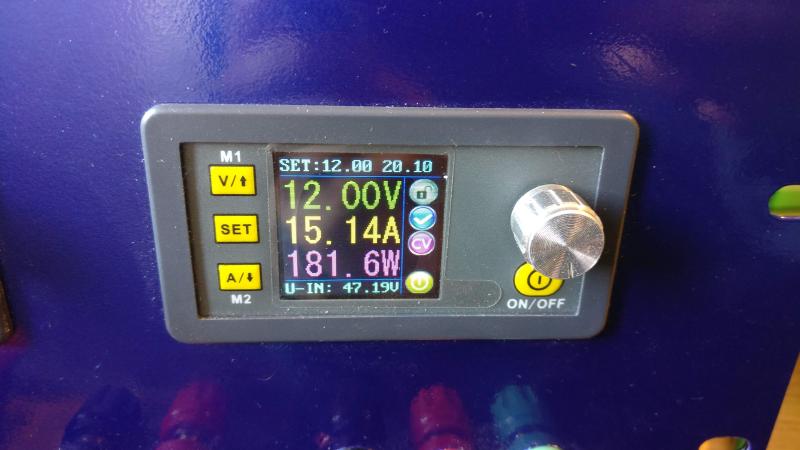 M1
V/⬆
SET
A/⬇
M2
SET:12.00 20.10
12.00V
15.14A
181.6W
U-IN: 47.19V
CV
ON/OFF